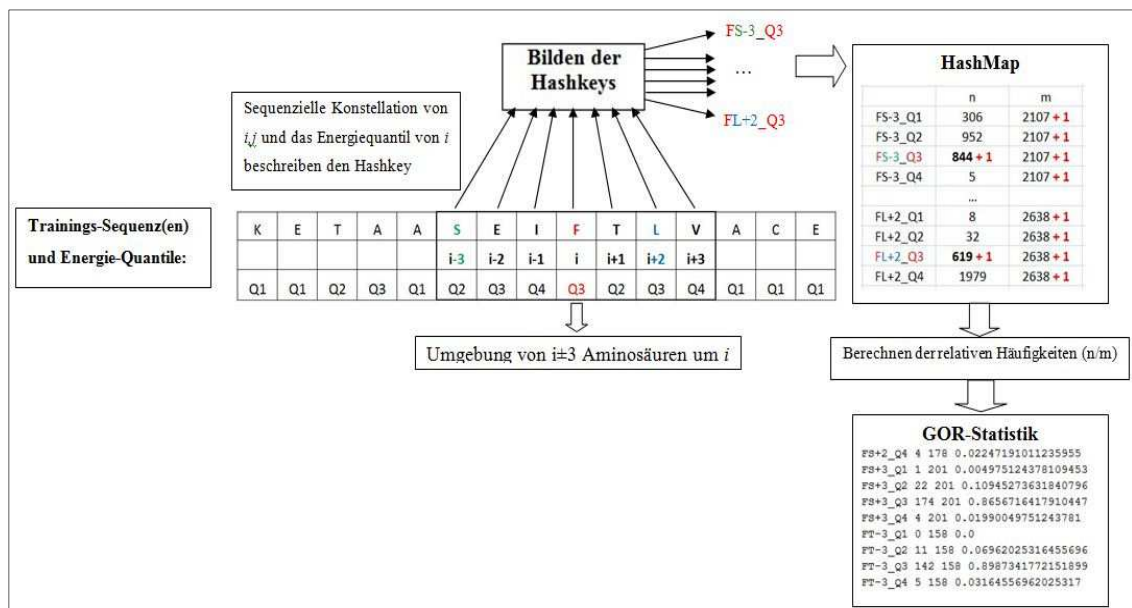 FS-3_Q3
Bilden der
Hashkeys
...
FL+2_Q3
Sequenzielle Konstellation von
i,j und das Energiequantil von i
beschreiben den Hashkey
Trainings-Sequenz(en)
und Energie-Quantile:
K E T A A S E I F T L V A C E
i-3 i-2 i-1 i i+1 i+2 i+3
Q1 Q1 Q2 Q3 Q1 Q2 Q3 Q4 Q3 Q2 Q3 Q4 Q1 Q1 Q1
Umgebung von i±3 Aminosäuren um i
HashMap
n m
FS-3_Q1 306 2107 + 1
FS-3_Q2 952 2107 + 1
FS-3_Q3 844 + 1 2107 + 1
FS-3_Q4 5 2107 + 1
...
FL+2_Q1 8 2638 + 1
FL+2_Q2 32 2638 + 1
FL+2_Q3 619 + 1 2638 + 1
FL+2_Q4 1979 2638 + 1
Berechnen der relativen Häufigkeiten (n/m)
GOR-Statistik
FS+2_Q4 4 178 0.02247191011235955
FS+3_Q1 1 201 0.004975124378109453
FS+3_Q2 22 201 0.10945273631840796
FS+3_Q3 174 201 0.8656716417910447
FS+3_Q4 4 201 0.01990049751243781
FT-3_Q1 0 158 0.0
FT-3_Q2 11 158 0.06962025316455696
FT-3_Q3 142 158 0.8987341772151899
FT-3_Q4 5 158 0.03164556962025317